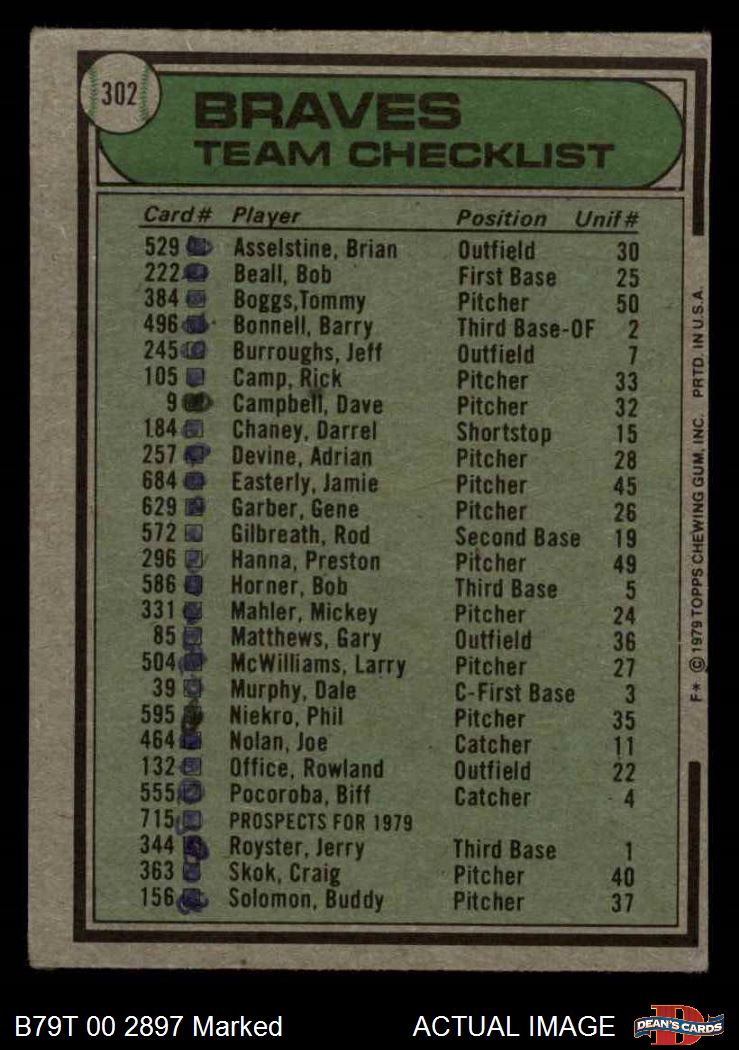 302
BRAVES
TEAM CHECKLIST
Card# Player Position Unif#
529 Asselstine, Brian Outfield 30
222 Beall, Bob First Base 25
384 Boggs,Tommy Pitcher 50
496 Bonnell, Barry Third Base-OF 2
245 Burroughs, Jeff Outfield 7
105 Camp, Rick Pitcher 33
9 Campbell, Dave Pitcher 32
184 Chaney, Darrel Shortstop 15
257 Devine, Adrian Pitcher 28
684 Easterly, Jamie Pitcher 45
629 Garber, Gene Pitcher 26
572 Gilbreath, Rod Second Base 19
296 Hanna, Preston Pitcher 49
586 Horner, Bob Third Base 5
331 Mahler, Mickey Pitcher 24
85 Matthews, Gary Outfield 36
504 McWilliams, Larry Pitcher 27
39 Murphy, Dale C-First Base 3
595 Niekro, Phil Pitcher 35
464 Nolan, Joe Catcher 11
132 Office, Rowland Outfield 22
555 Pocoroba, Biff Catcher 4
715 PROSPECTS FOR 1979
344 Royster, Jerry Third Base 1
363 Skok, Craig Pitcher 40
156 Solomon, Buddy Pitcher 37
F* © 1979 TOPPS CHEWING GUM, INC. PRTD. IN U.S.A.
B79T 00 2897 Marked ACTUAL IMAGE
D
DEAN'S CARDS